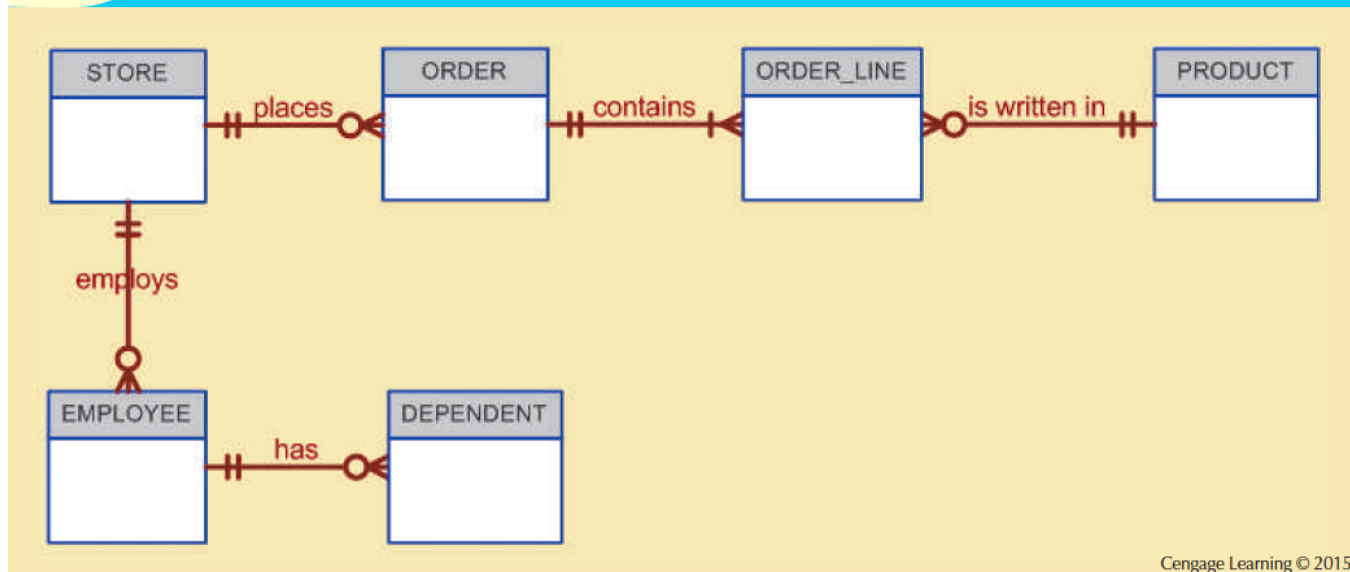 STORE
ORDER
ORDER_LINE
PRODUCT
places
contains
is written in
employs
EMPLOYEE
DEPENDENT
has
Cengage Learning © 2015